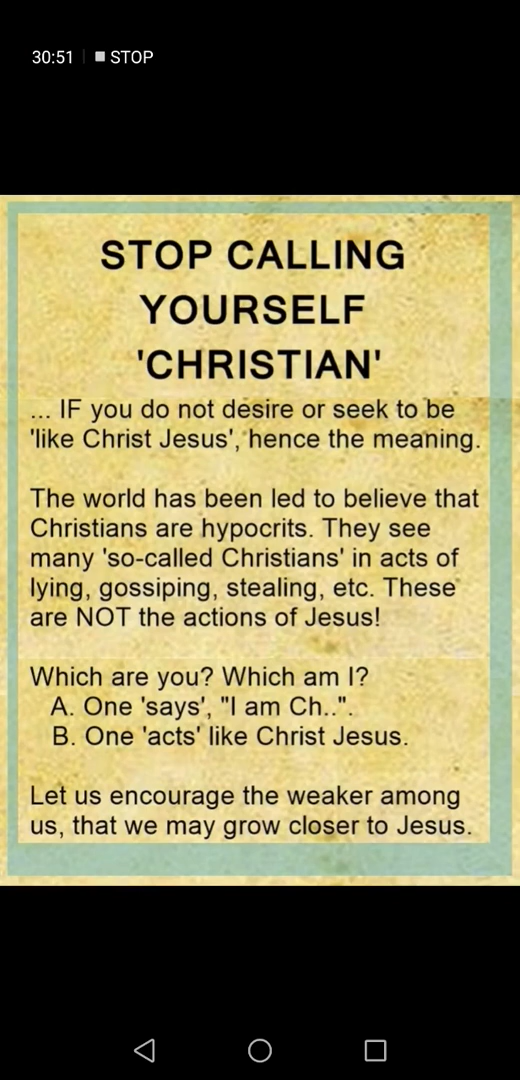 30:51 STOP
STOP CALLING
YOURSELF
'CHRISTIAN'
... IF you do not desire or seek to be
'like Christ Jesus', hence the meaning.
The world has been led to believe that
Christians are hypocrits. They see
many 'so-called Christians' in acts of
lying, gossiping, stealing, etc. These
are NOT the actions of Jesus!
Which are you? Which am I?
A. One 'says', "I am Ch..".
B. One 'acts' like Christ Jesus.
Let us encourage the weaker among
us, that we may grow closer to Jesus.